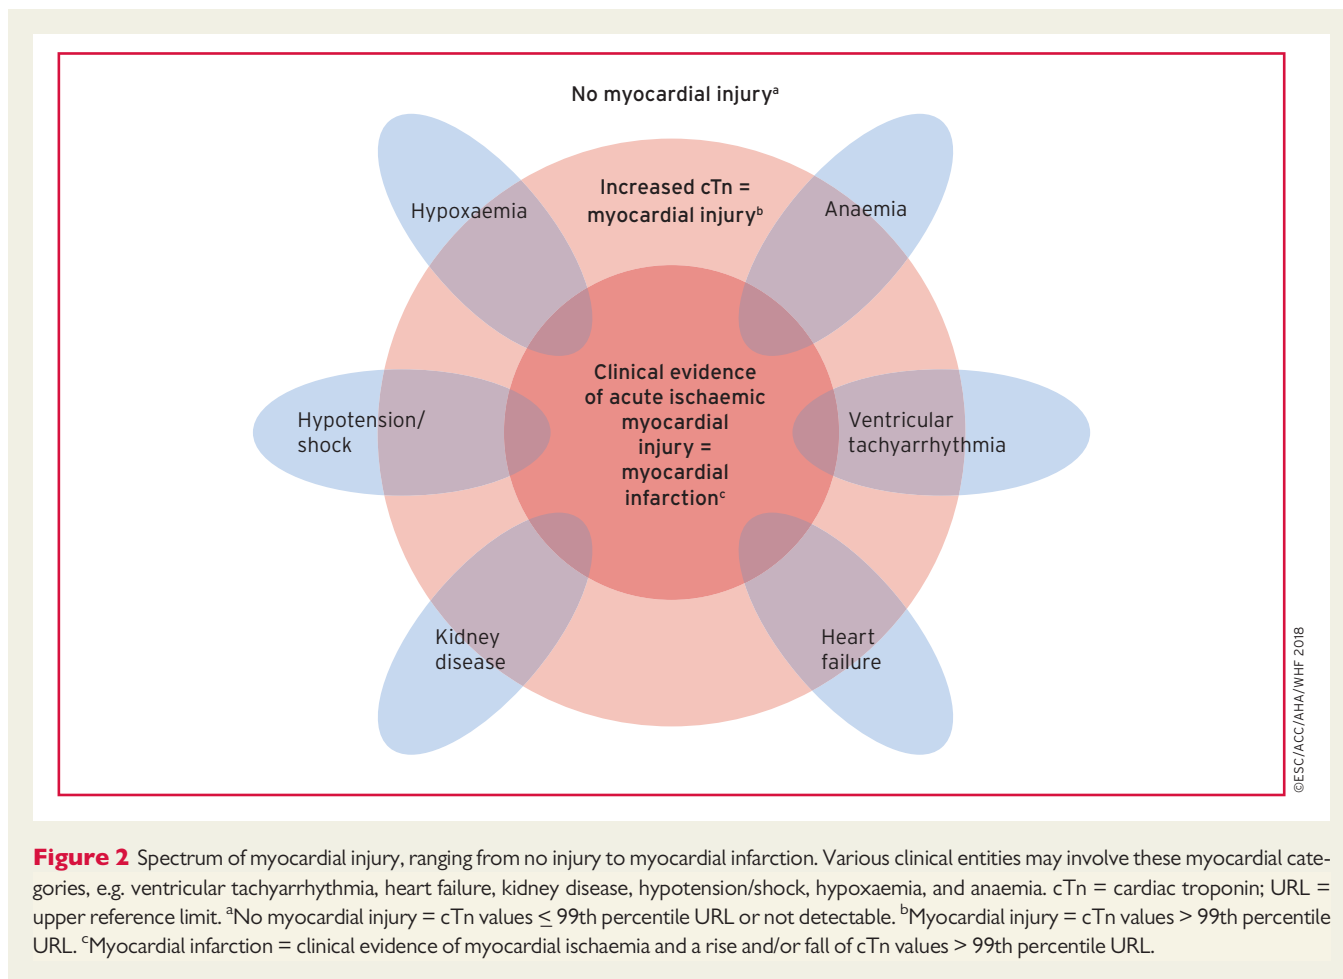 No myocardial injuryᵃ
Increased cTn =
myocardial injuryᵇ
Hypoxaemia
Anaemia
Clinical evidence
of acute ischaemic
myocardial
injury =
myocardial
infarctionᶜ
Hypotension/
shock
Ventricular
tachyarrhythmia
Kidney
disease
Heart
failure
©ESC/ACC/AHA/WHF 2018
Figure 2 Spectrum of myocardial injury, ranging from no injury to myocardial infarction. Various clinical entities may involve these myocardial cate-
gories, e.g. ventricular tachyarrhythmia, heart failure, kidney disease, hypotension/shock, hypoxaemia, and anaemia. cTn = cardiac troponin; URL =
upper reference limit. ᵃNo myocardial injury = cTn values ≤ 99th percentile URL or not detectable. ᵇMyocardial injury = cTn values > 99th percentile
URL. ᶜMyocardial infarction = clinical evidence of myocardial ischaemia and a rise and/or fall of cTn values > 99th percentile URL.